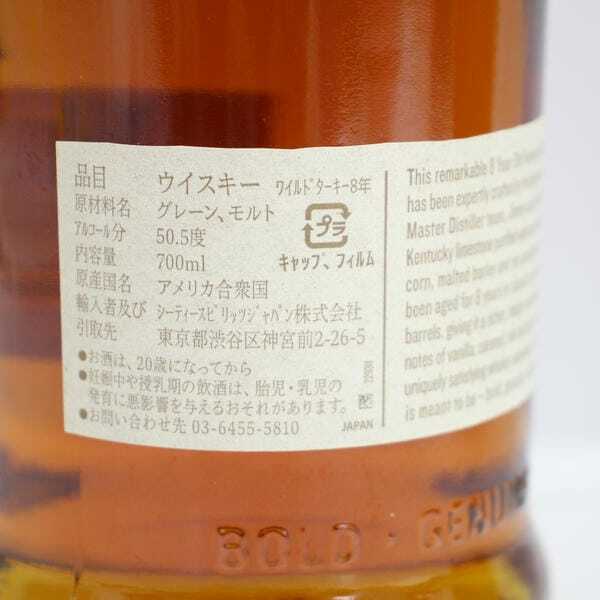 品目 ウイスキー ワイルドターキー8年
原材料名 グレーン、モルト
アルコール分 50.5度
内容量 700ml
原産国名 アメリカ合衆国
輸入者及び シーティースピリッツジャパン株式会社
引取先 東京都渋谷区神宮前2-26-5
プラ
キャップ、フィルム
●お酒は、20歳になってから
●妊娠中や授乳期の飲酒は、胎児・乳児の
発育に悪影響を与えるおそれがあります。
●お問い合わせ先 03-6455-5810
JAPAN
This remarkable 8 Year
has been expertly
Master Distiller
Kentucky limestone
corn, malted
been aged for 8
barrels, giving it
notes of vanilla,
uniquely satisfying
is meant to be
BOLD · GENUINE